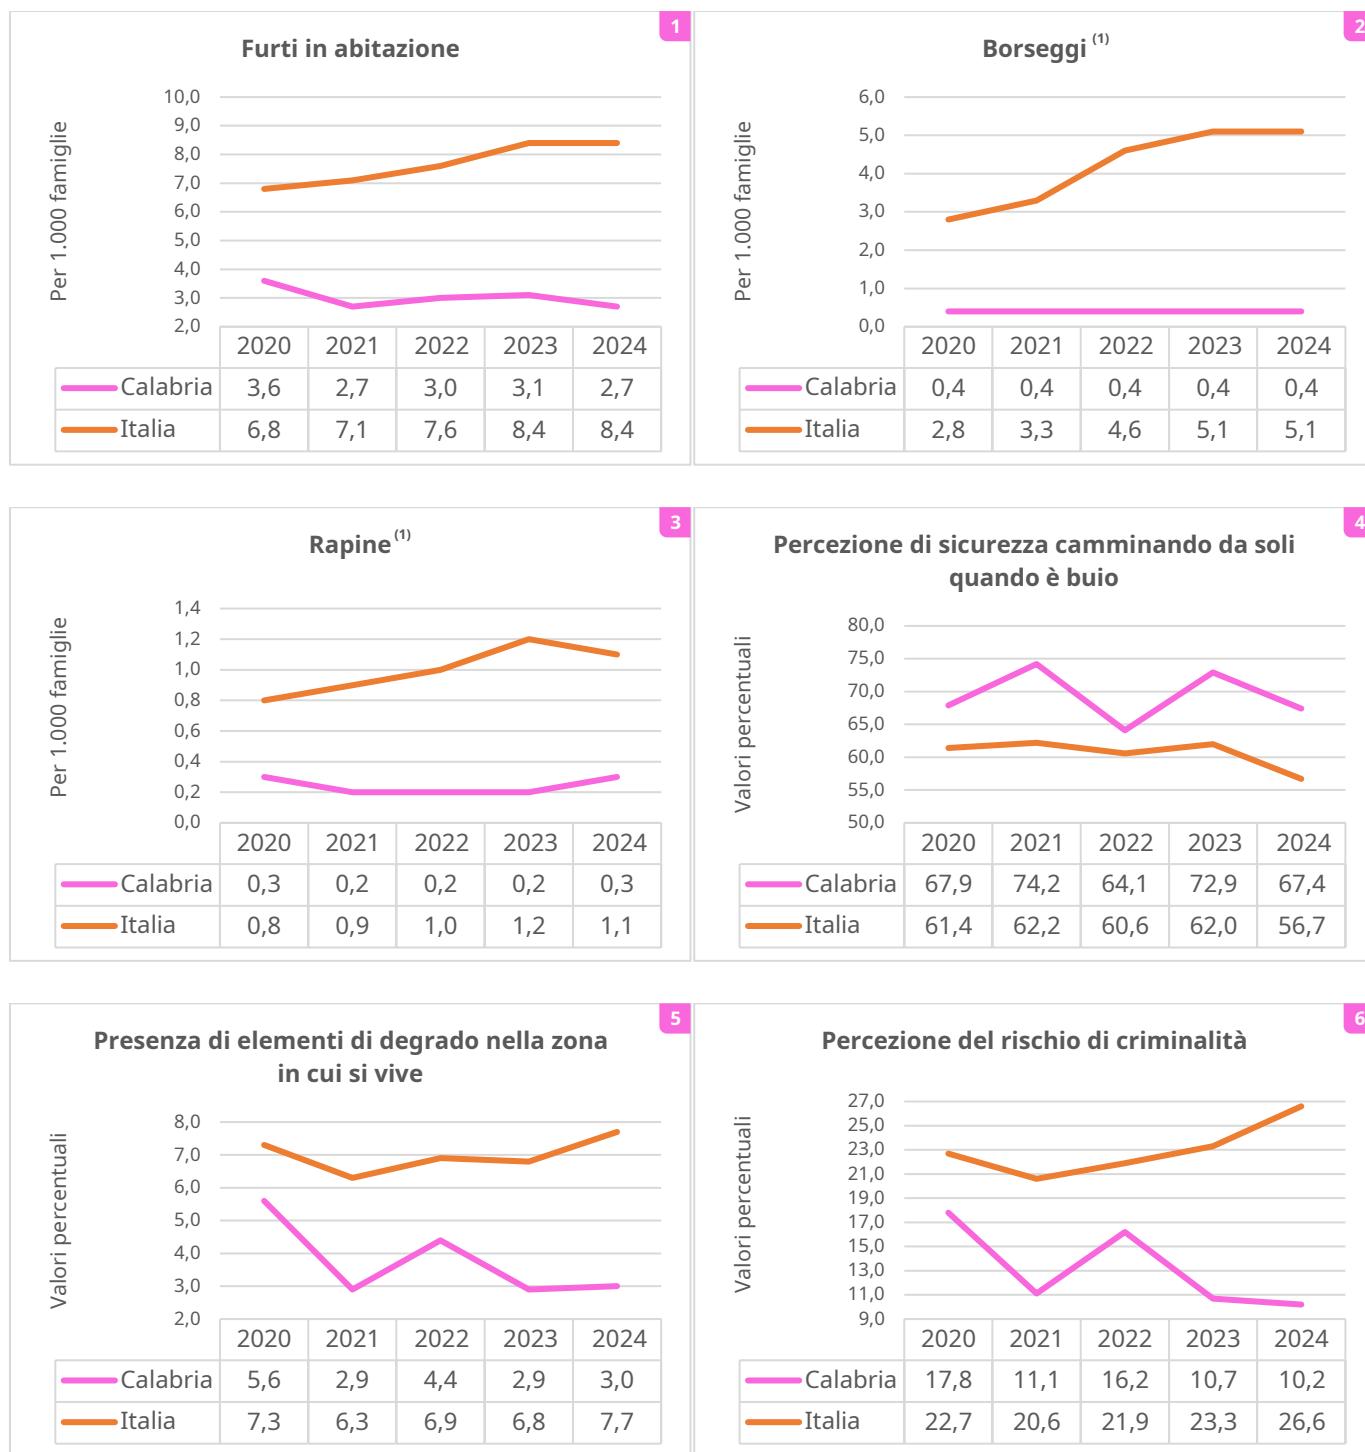 1
Furti in abitazione
Per 1.000 famiglie
10,0
9,0
8,0
7,0
6,0
5,0
4,0
3,0
2,0
2020 2021 2022 2023 2024
Calabria 3,6 2,7 3,0 3,1 2,7
Italia 6,8 7,1 7,6 8,4 8,4
2
Borseggi (1)
Per 1.000 famiglie
6,0
5,0
4,0
3,0
2,0
1,0
0,0
2020 2021 2022 2023 2024
Calabria 0,4 0,4 0,4 0,4 0,4
Italia 2,8 3,3 4,6 5,1 5,1
3
Rapine (1)
Per 1.000 famiglie
1,4
1,2
1,0
0,8
0,6
0,4
0,2
0,0
2020 2021 2022 2023 2024
Calabria 0,3 0,2 0,2 0,2 0,3
Italia 0,8 0,9 1,0 1,2 1,1
4
Percezione di sicurezza camminando da soli
quando è buio
Valori percentuali
80,0
75,0
70,0
65,0
60,0
55,0
50,0
2020 2021 2022 2023 2024
Calabria 67,9 74,2 64,1 72,9 67,4
Italia 61,4 62,2 60,6 62,0 56,7
5
Presenza di elementi di degrado nella zona
in cui si vive
Valori percentuali
8,0
7,0
6,0
5,0
4,0
3,0
2,0
2020 2021 2022 2023 2024
Calabria 5,6 2,9 4,4 2,9 3,0
Italia 7,3 6,3 6,9 6,8 7,7
6
Percezione del rischio di criminalità
Valori percentuali
27,0
25,0
23,0
21,0
19,0
17,0
15,0
13,0
11,0
9,0
2020 2021 2022 2023 2024
Calabria 17,8 11,1 16,2 10,7 10,2
Italia 22,7 20,6 21,9 23,3 26,6